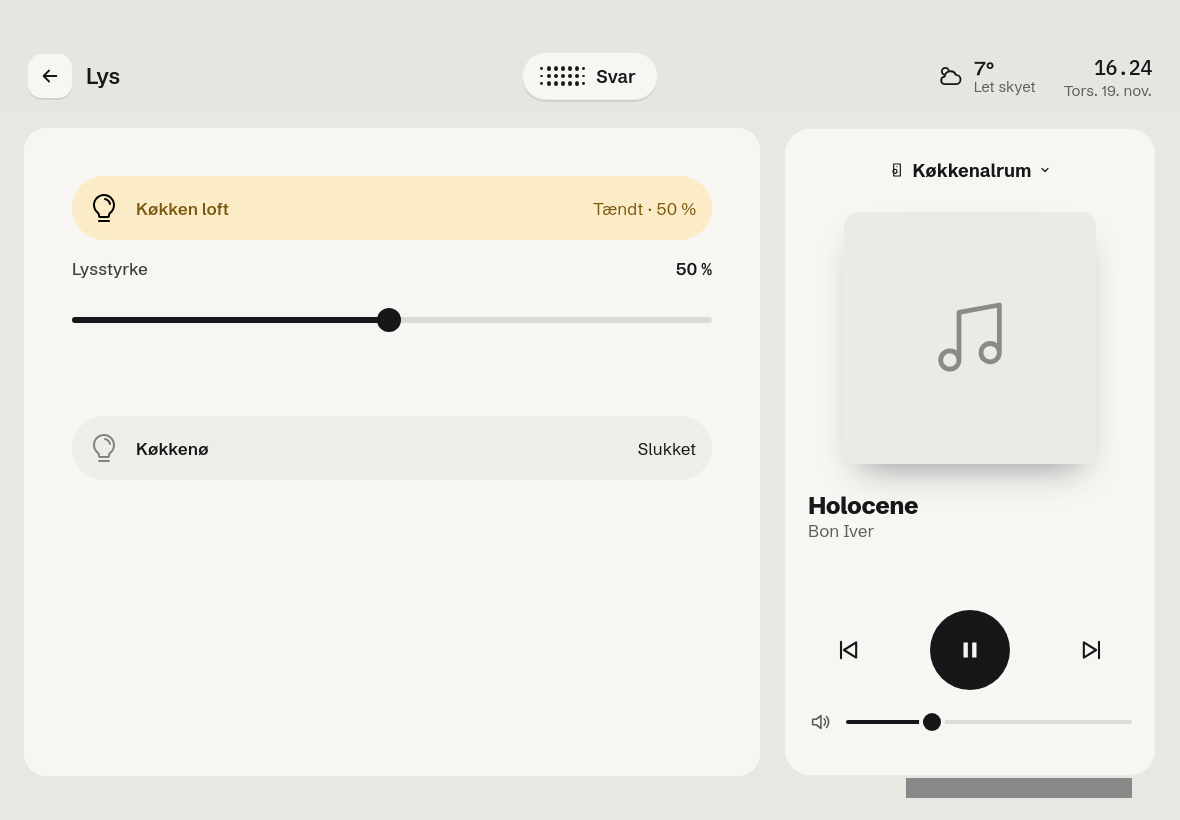 Lys
Svar
7°
Let skyet
16.24
Tors. 19. nov.
Køkken loft
Tændt · 50 %
Lysstyrke
50 %
Køkkenø
Slukket
Køkkenalrum
Holocene
Bon Iver